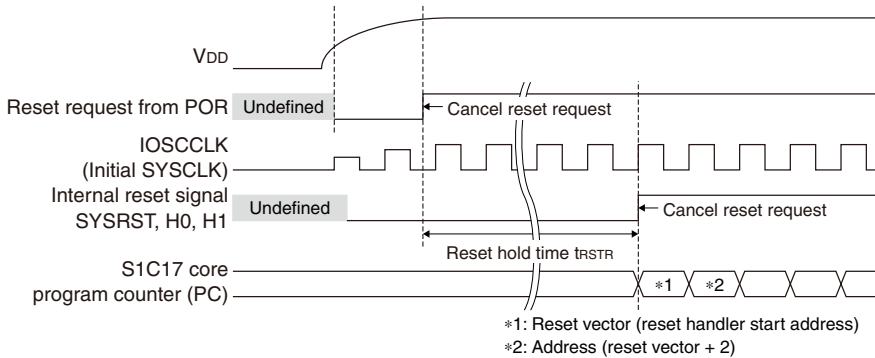 VDD
Reset request from POR
Undefined
Cancel reset request
IOSCCLK
(Initial SYSCLK)
Internal reset signal
SYSRST, H0, H1
Undefined
Cancel reset request
Reset hold time tRSTR
S1C17 core
program counter (PC)
*1
*2
*1: Reset vector (reset handler start address)
*2: Address (reset vector + 2)